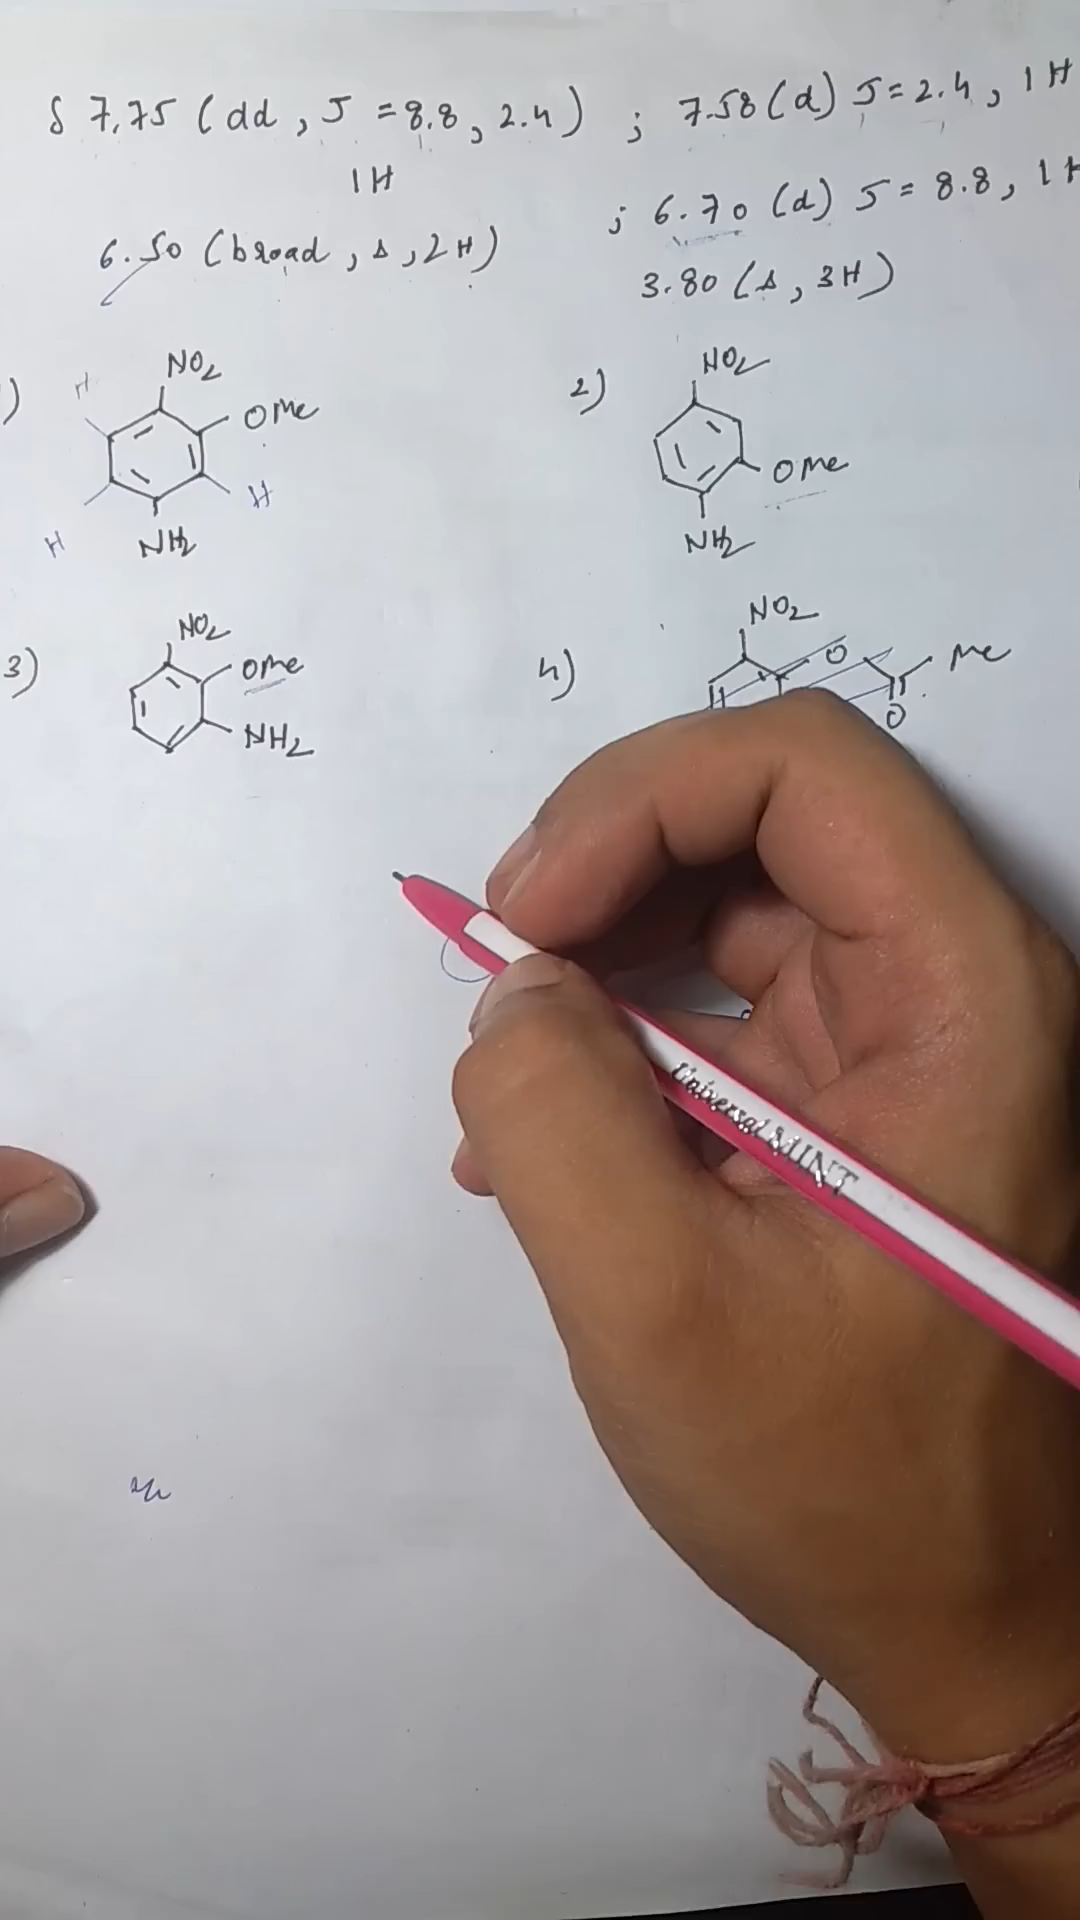 δ 7.75 (dd, J = 8.8, 2.4) ; 7.58 (d) J = 2.4, 1H
1H
; 6.70 (d) J = 8.8, 1H
6.50 (broad, s, 2H)
3.80 (s, 3H)
)
NO2
H
OMe
H
H
NH2
2)
NO2
OMe
NH2
3)
NO2
OMe
NH2
4)
NO2
O
Me
O
Universal MINT